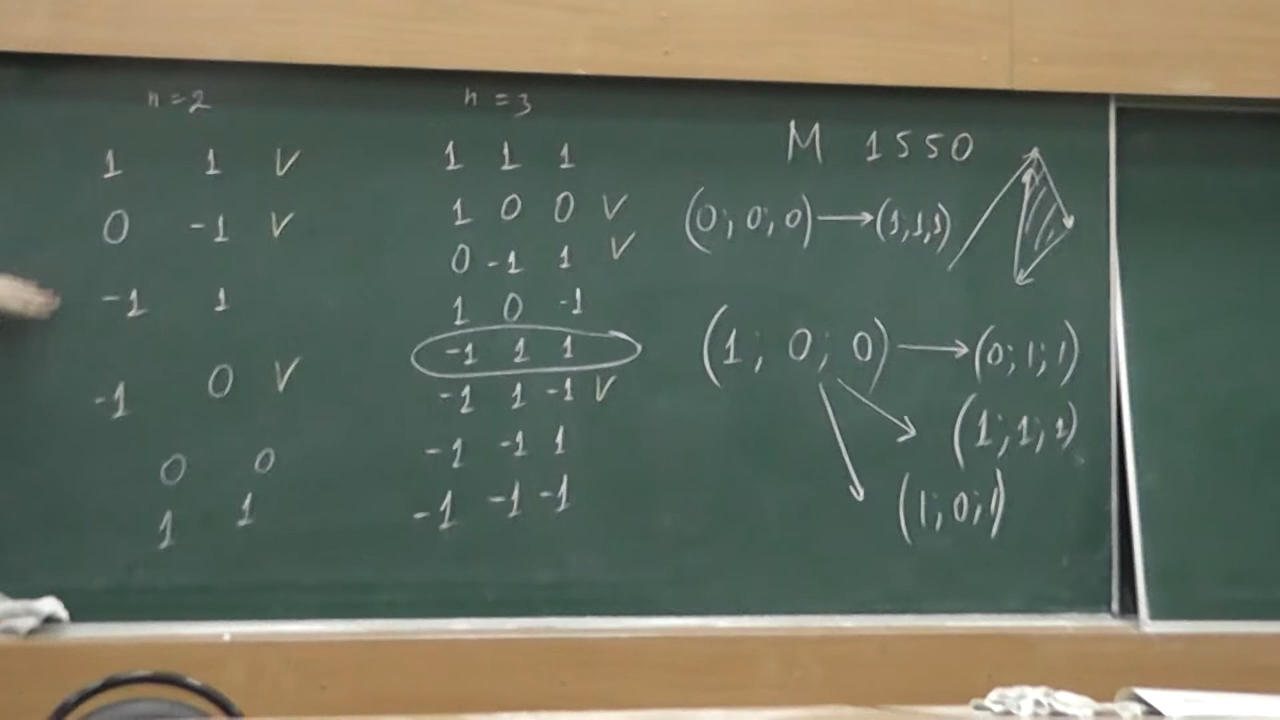 n = 2
1 1 V
0 -1 V
-1 1
-1 0 V
0 0
1 1
n = 3
1 1 1
1 0 0 V
0 -1 1 V
1 0 -1
-1 1 1
-1 1 -1 V
-1 -1 1
-1 -1 -1
M 1550
(0; 0; 0) → (1,1,1)
(1; 0; 0) → (0; 1; 1)
(1; 1; 1)
(1; 0; 1)